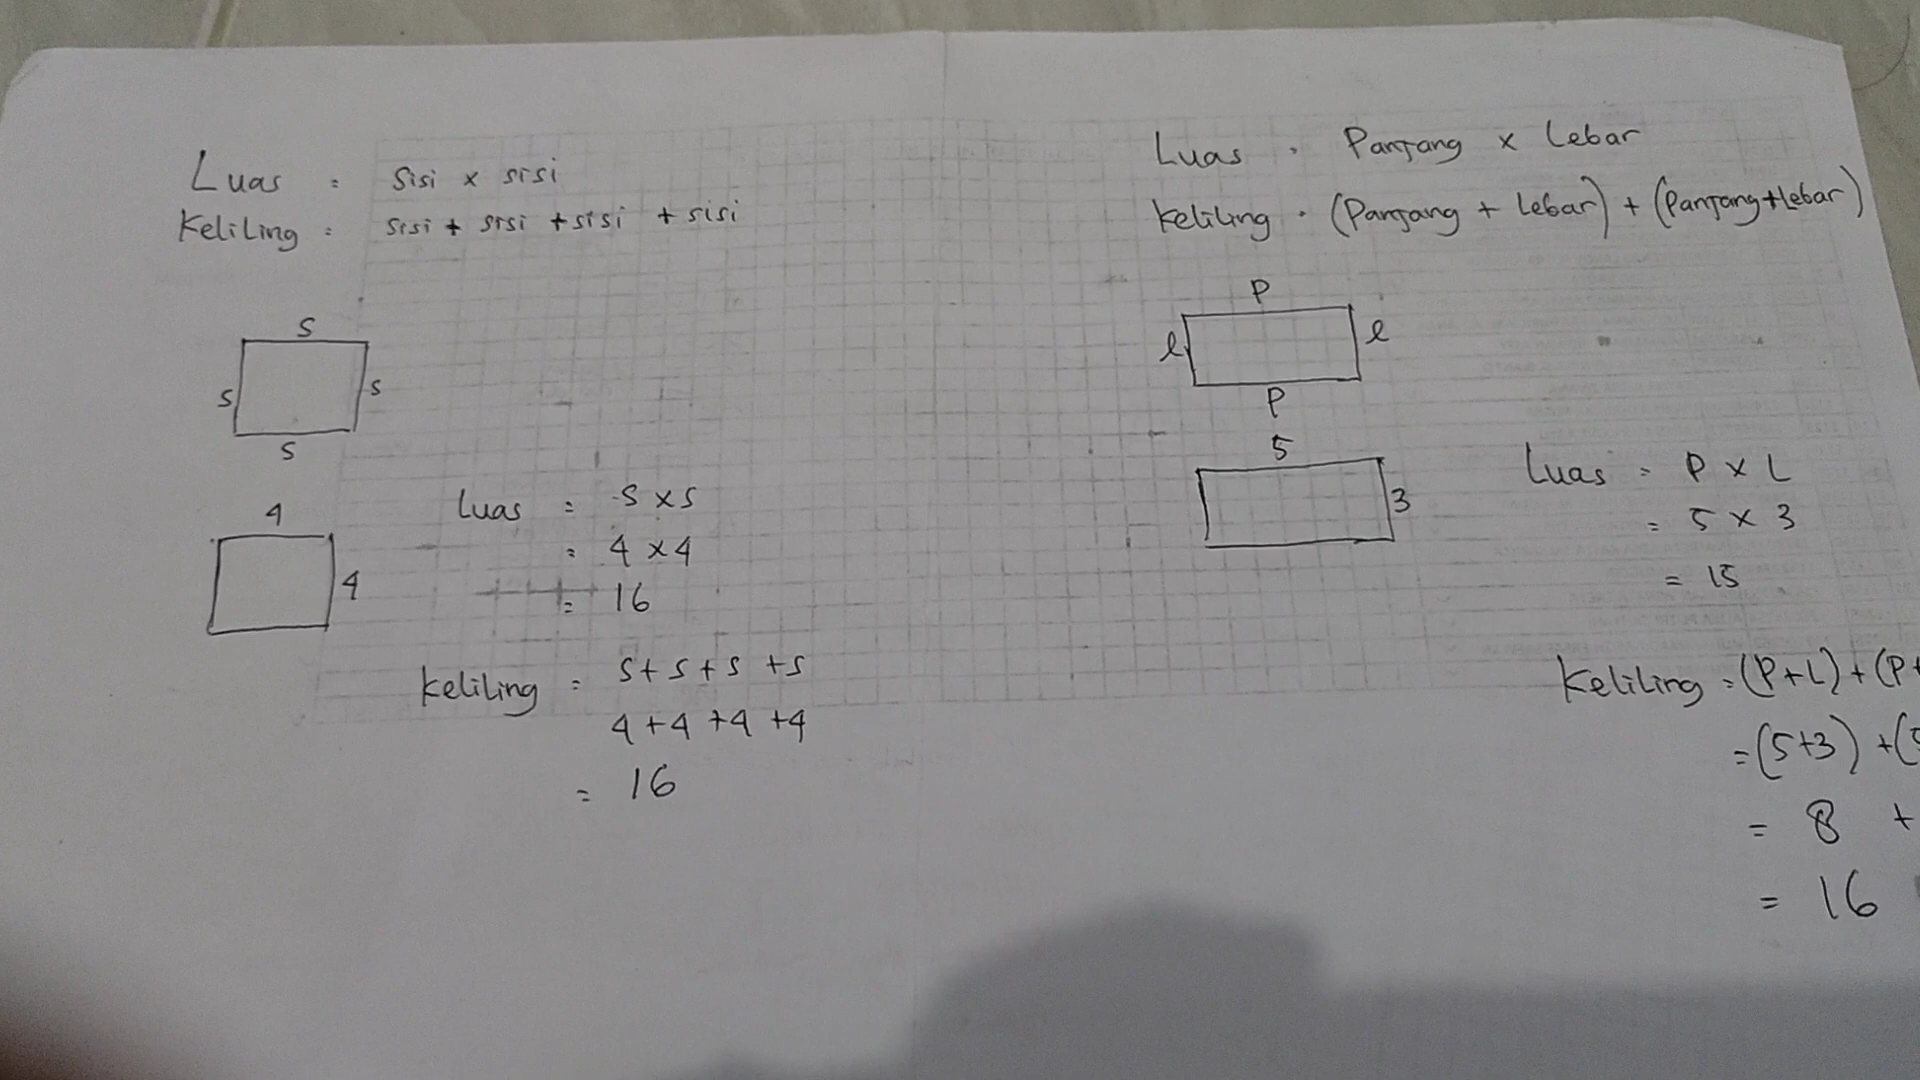 Luas = sisi x sisi
Keliling = sisi + sisi + sisi + sisi
s
s
s
s
4
4
Luas = s x s
= 4 x 4
= 16
Keliling = s + s + s + s
4 + 4 + 4 + 4
= 16
Luas = Panjang x Lebar
Keliling = (Panjang + Lebar) + (Panjang + Lebar)
P
l
l
P
5
3
Luas = P x L
= 5 x 3
= 15
Keliling = (P+L) + (P+
= (5+3) + (5
= 8 +
= 16